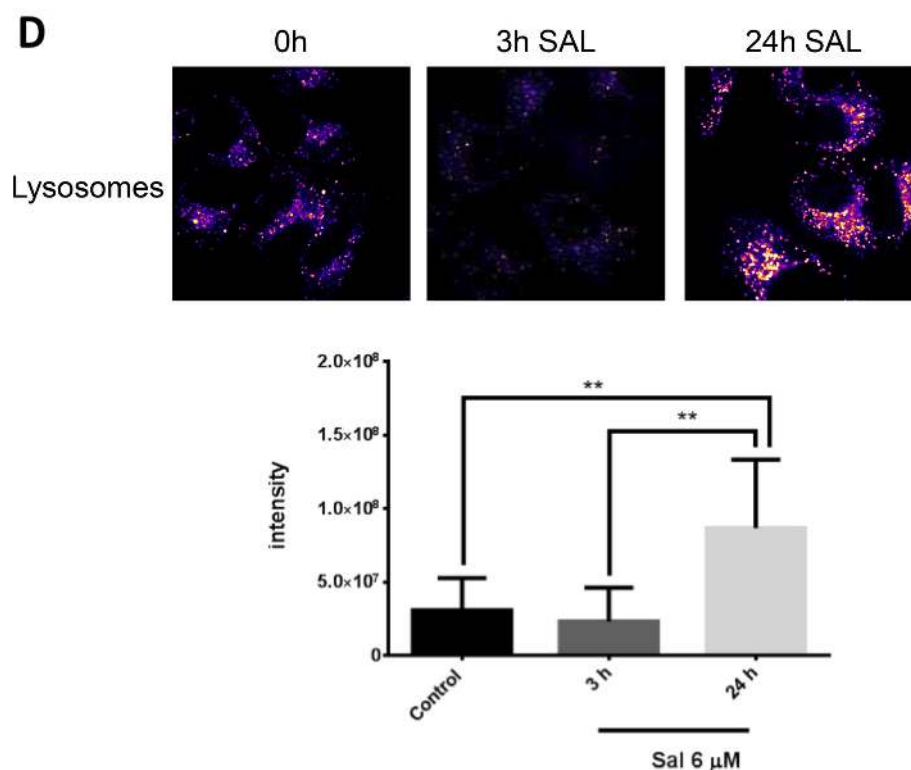 D
0h 3h SAL 24h SAL
Lysosomes
2.0×10⁸
**
1.5×10⁸
**
1.0×10⁸
intensity
5.0×10⁷
0
Control 3 h 24 h
Sal 6 μM